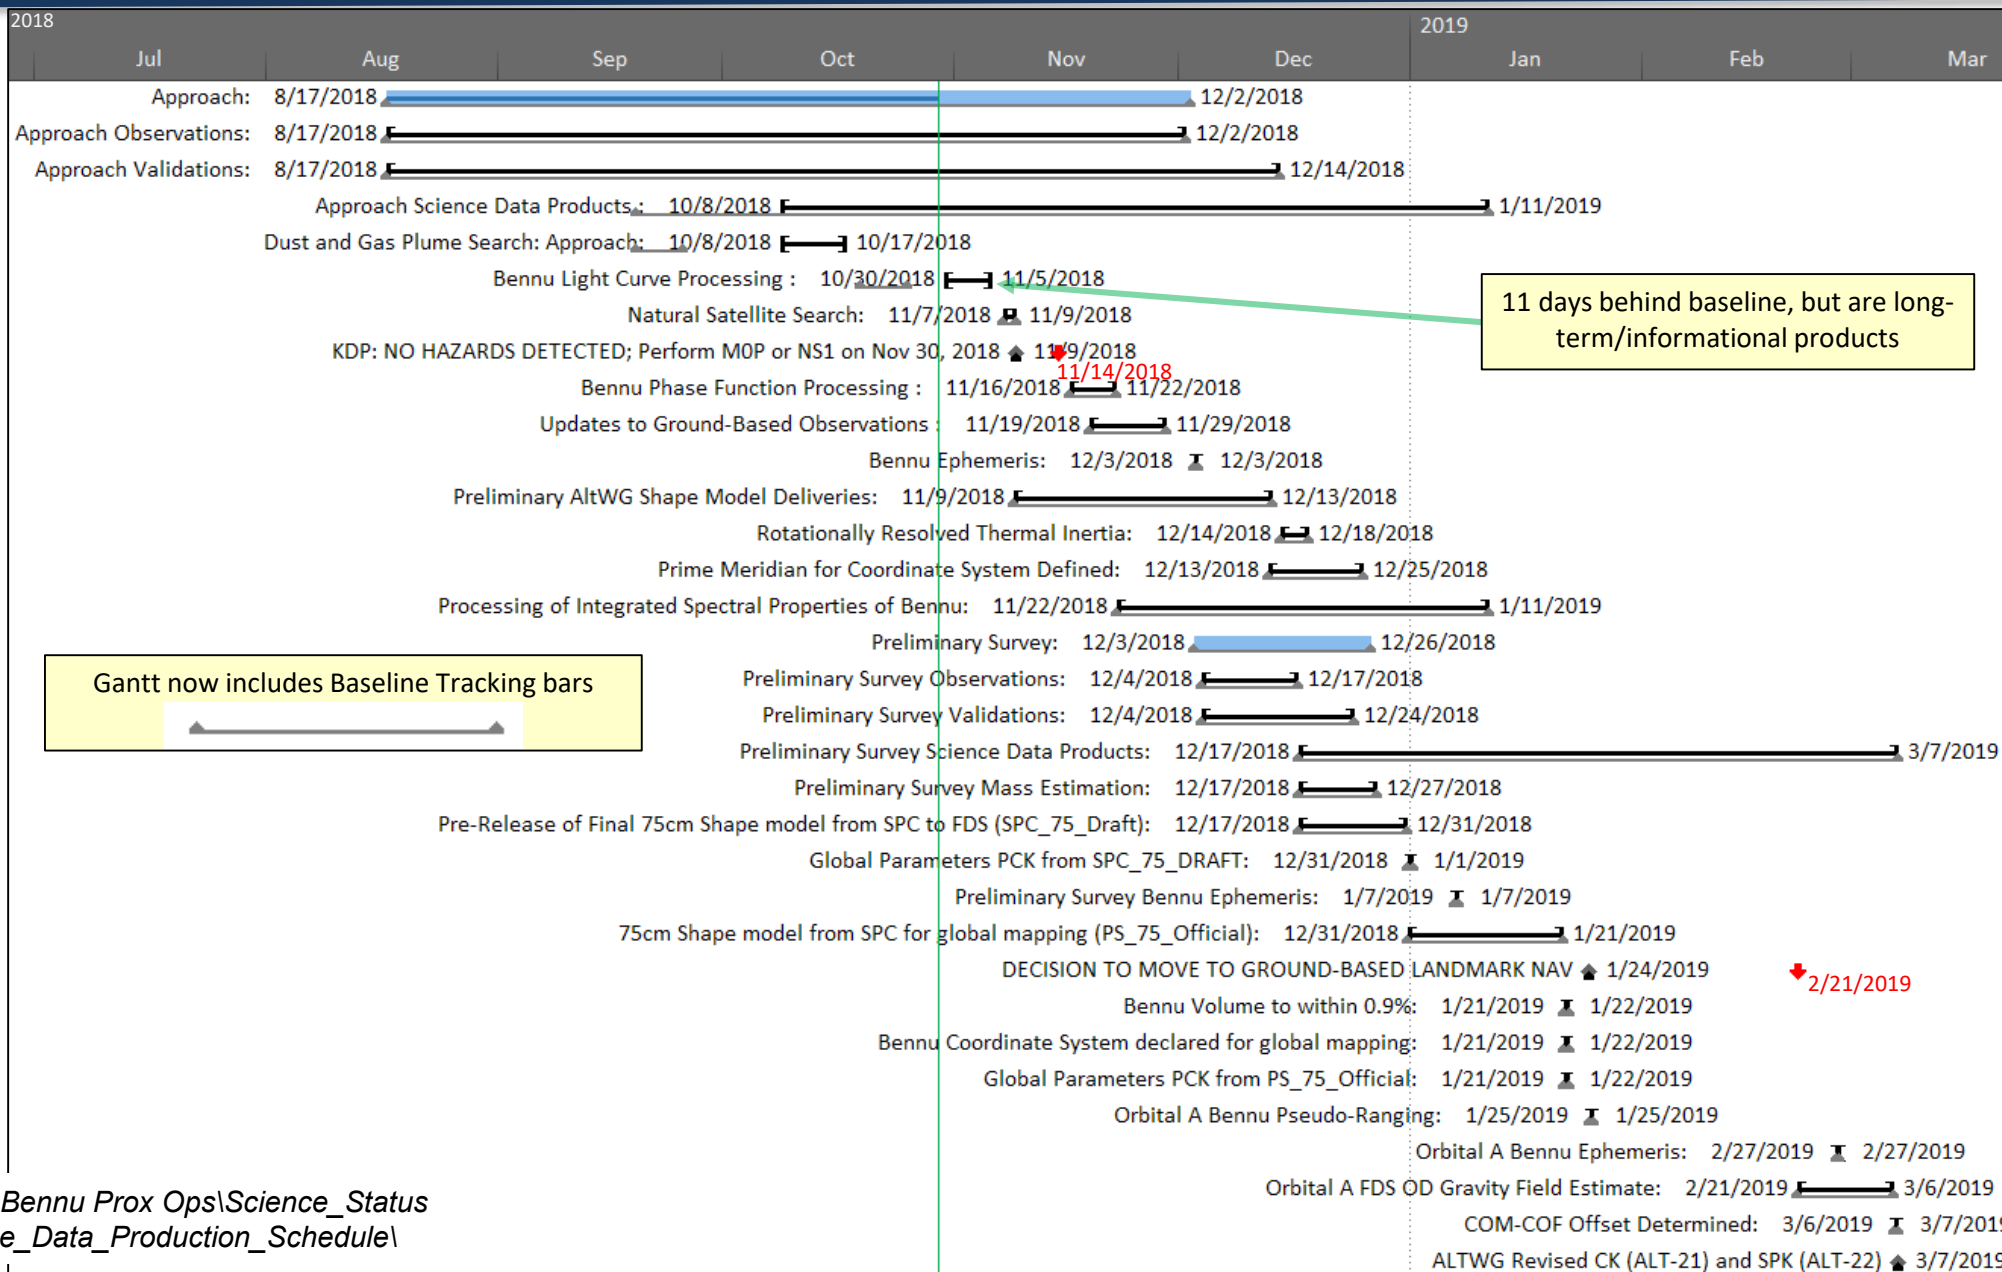 2018
2019
Jul Aug Sep Oct Nov Dec Jan Feb Mar
Approach: 8/17/2018 12/2/2018
Approach Observations: 8/17/2018 12/2/2018
Approach Validations: 8/17/2018 12/14/2018
Approach Science Data Products : 10/8/2018 1/11/2019
Dust and Gas Plume Search: Approach: 10/8/2018 10/17/2018
Bennu Light Curve Processing : 10/30/2018 11/5/2018
11 days behind baseline, but are long-
term/informational products
Natural Satellite Search: 11/7/2018 11/9/2018
KDP: NO HAZARDS DETECTED; Perform M0P or NS1 on Nov 30, 2018 11/9/2018
11/14/2018
Bennu Phase Function Processing : 11/16/2018 11/22/2018
Updates to Ground-Based Observations : 11/19/2018 11/29/2018
Bennu Ephemeris: 12/3/2018 12/3/2018
Preliminary AltWG Shape Model Deliveries: 11/9/2018 12/13/2018
Rotationally Resolved Thermal Inertia: 12/14/2018 12/18/2018
Prime Meridian for Coordinate System Defined: 12/13/2018 12/25/2018
Processing of Integrated Spectral Properties of Bennu: 11/22/2018 1/11/2019
Preliminary Survey: 12/3/2018 12/26/2018
Gantt now includes Baseline Tracking bars
Preliminary Survey Observations: 12/4/2018 12/17/2018
Preliminary Survey Validations: 12/4/2018 12/24/2018
Preliminary Survey Science Data Products: 12/17/2018 3/7/2019
Preliminary Survey Mass Estimation: 12/17/2018 12/27/2018
Pre-Release of Final 75cm Shape model from SPC to FDS (SPC_75_Draft): 12/17/2018 12/31/2018
Global Parameters PCK from SPC_75_DRAFT: 12/31/2018 1/1/2019
Preliminary Survey Bennu Ephemeris: 1/7/2019 1/7/2019
75cm Shape model from SPC for global mapping (PS_75_Official): 12/31/2018 1/21/2019
DECISION TO MOVE TO GROUND-BASED LANDMARK NAV 1/24/2019
2/21/2019
Bennu Volume to within 0.9%: 1/21/2019 1/22/2019
Bennu Coordinate System declared for global mapping: 1/21/2019 1/22/2019
Global Parameters PCK from PS_75_Official: 1/21/2019 1/22/2019
Orbital A Bennu Pseudo-Ranging: 1/25/2019 1/25/2019
Orbital A Bennu Ephemeris: 2/27/2019 2/27/2019
Orbital A FDS OD Gravity Field Estimate: 2/21/2019 3/6/2019
COM-COF Offset Determined: 3/6/2019 3/7/2019
ALTWG Revised CK (ALT-21) and SPK (ALT-22) 3/7/2019
Bennu Prox Ops\Science_Status
e_Data_Production_Schedule\